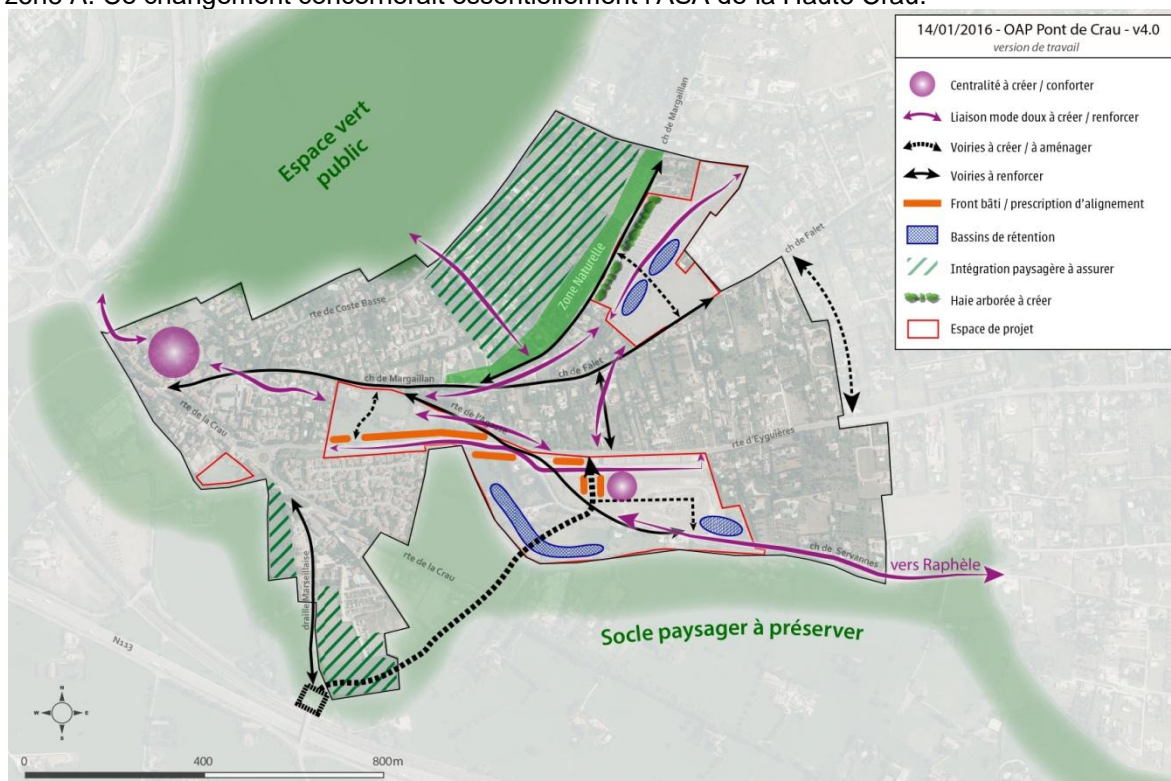 zone A. Ce changement concernerait essentiellement l'ASA de la Haute Crau.
14/01/2016 - OAP Pont de Crau - v4.0
version de travail
Centralité à créer / conforter
Liaison mode doux à créer / renforcer
Voiries à créer / à aménager
Voiries à renforcer
Front bâti / prescription d'alignement
Bassins de rétention
Intégration paysagère à assurer
Haie arborée à créer
Espace de projet
Espace vert
public
ch de Margaillan
ch de Falet
Zone Naturelle
rte de Coste Basse
ch de Margaillan
ch de Falet
rte de la Crau
rte d'Eyguières
rte de la Crau
draille Marseillaise
ch de Servannes
vers Raphèle
Socle paysager à préserver
N113
N
W
E
S
0
400
800m